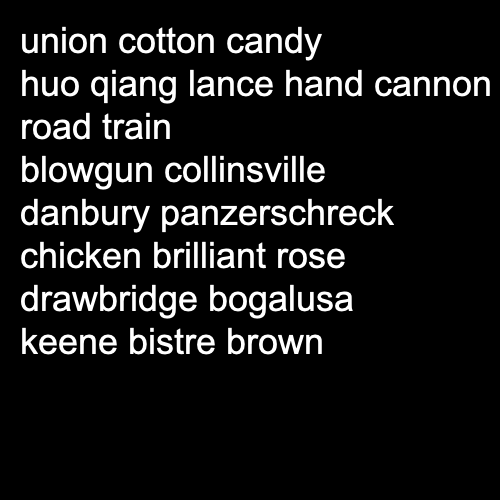 union cotton candy
huo qiang lance hand cannon
road train
blowgun collinsville
danbury panzerschreck
chicken brilliant rose
drawbridge bogalusa
keene bistre brown